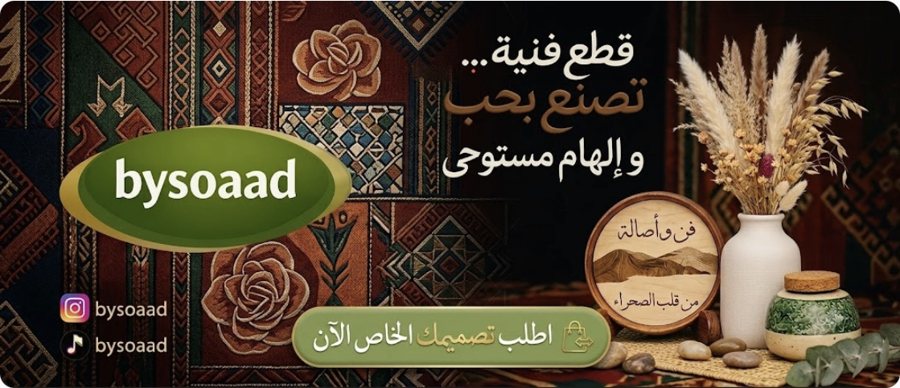 قطع فنية...
تصنع بحب
و إلهام مستوحى
bysoaad
فن وأصالة
من قلب الصحراء
bysoaad
bysoaad
اطلب تصميمك الخاص الآن